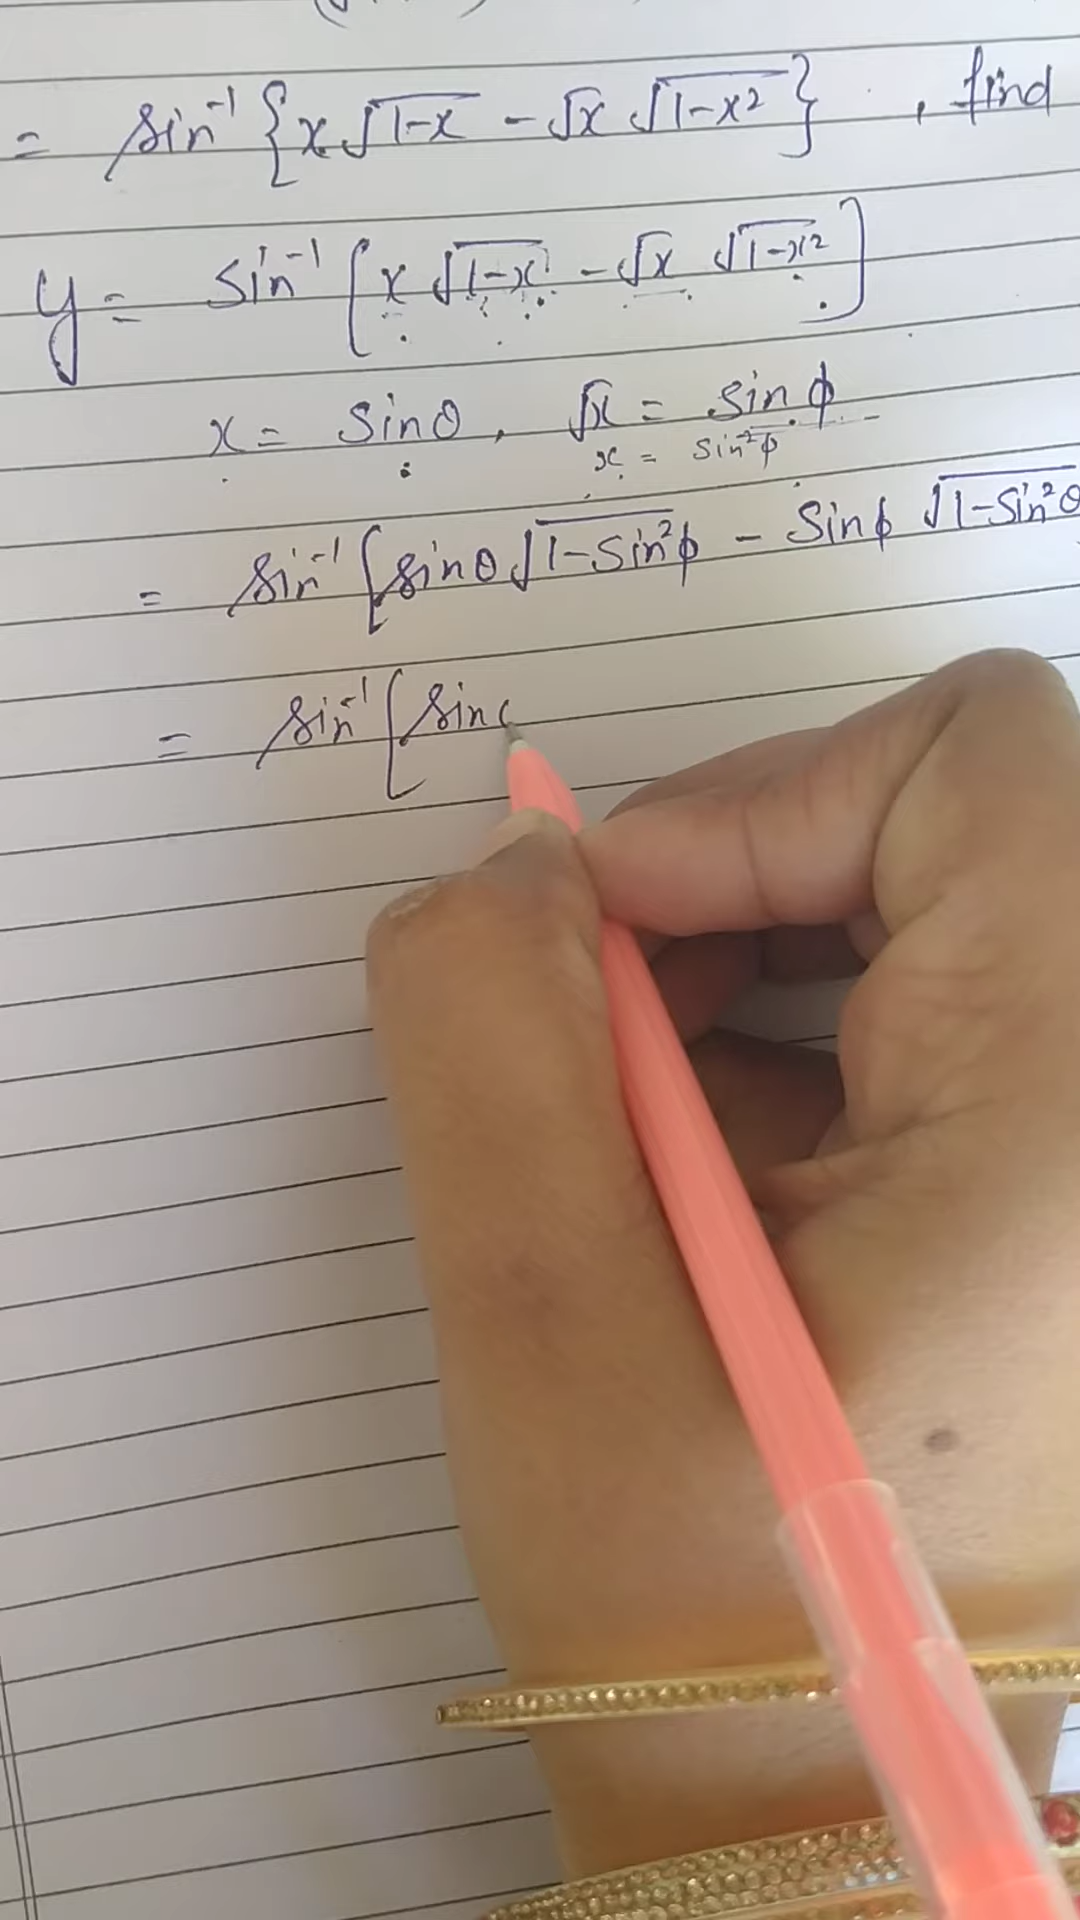 = sin⁻¹ {x√(1-x) - √x √(1-x²)} , find
y = sin⁻¹ [x √(1-x) - √x √(1-x²)]
x = sinθ, √x = sin ϕ
x = sin²ϕ
= sin⁻¹ [sinθ √(1-sin²ϕ) - sinϕ √(1-sin²θ)
= sin⁻¹ [sin